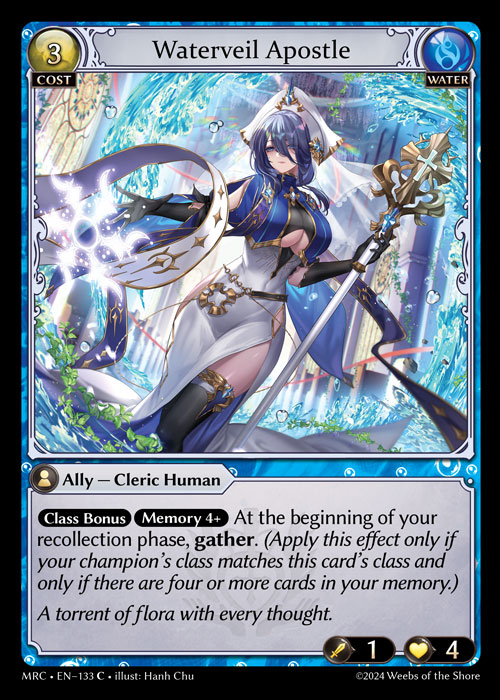 3
Waterveil Apostle
COST
WATER
Ally — Cleric Human
Class Bonus Memory 4+ At the beginning of your
recollection phase, gather. (Apply this effect only if
your champion's class matches this card's class and
only if there are four or more cards in your memory.)
A torrent of flora with every thought.
1
4
MRC • EN–133 C • illust: Hanh Chu
©2024 Weebs of the Shore